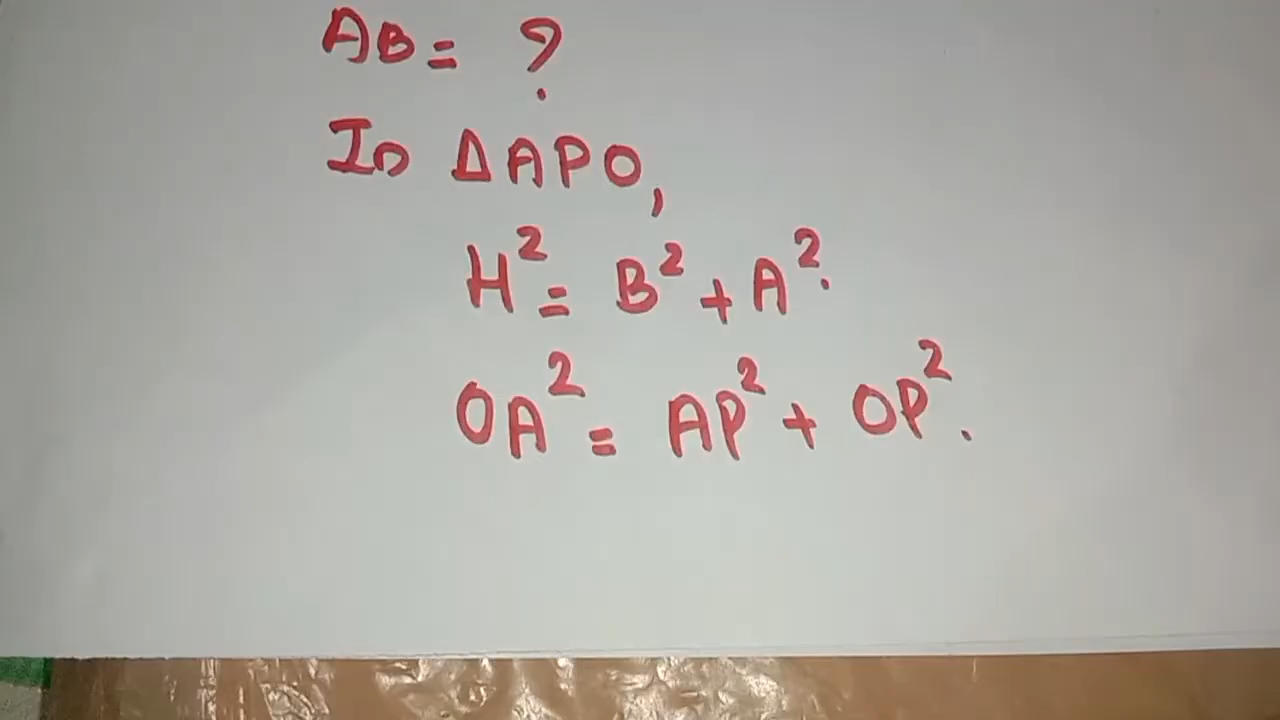 AB = ?
In ΔAPO,
H² = B² + A².
OA² = AP² + OP².